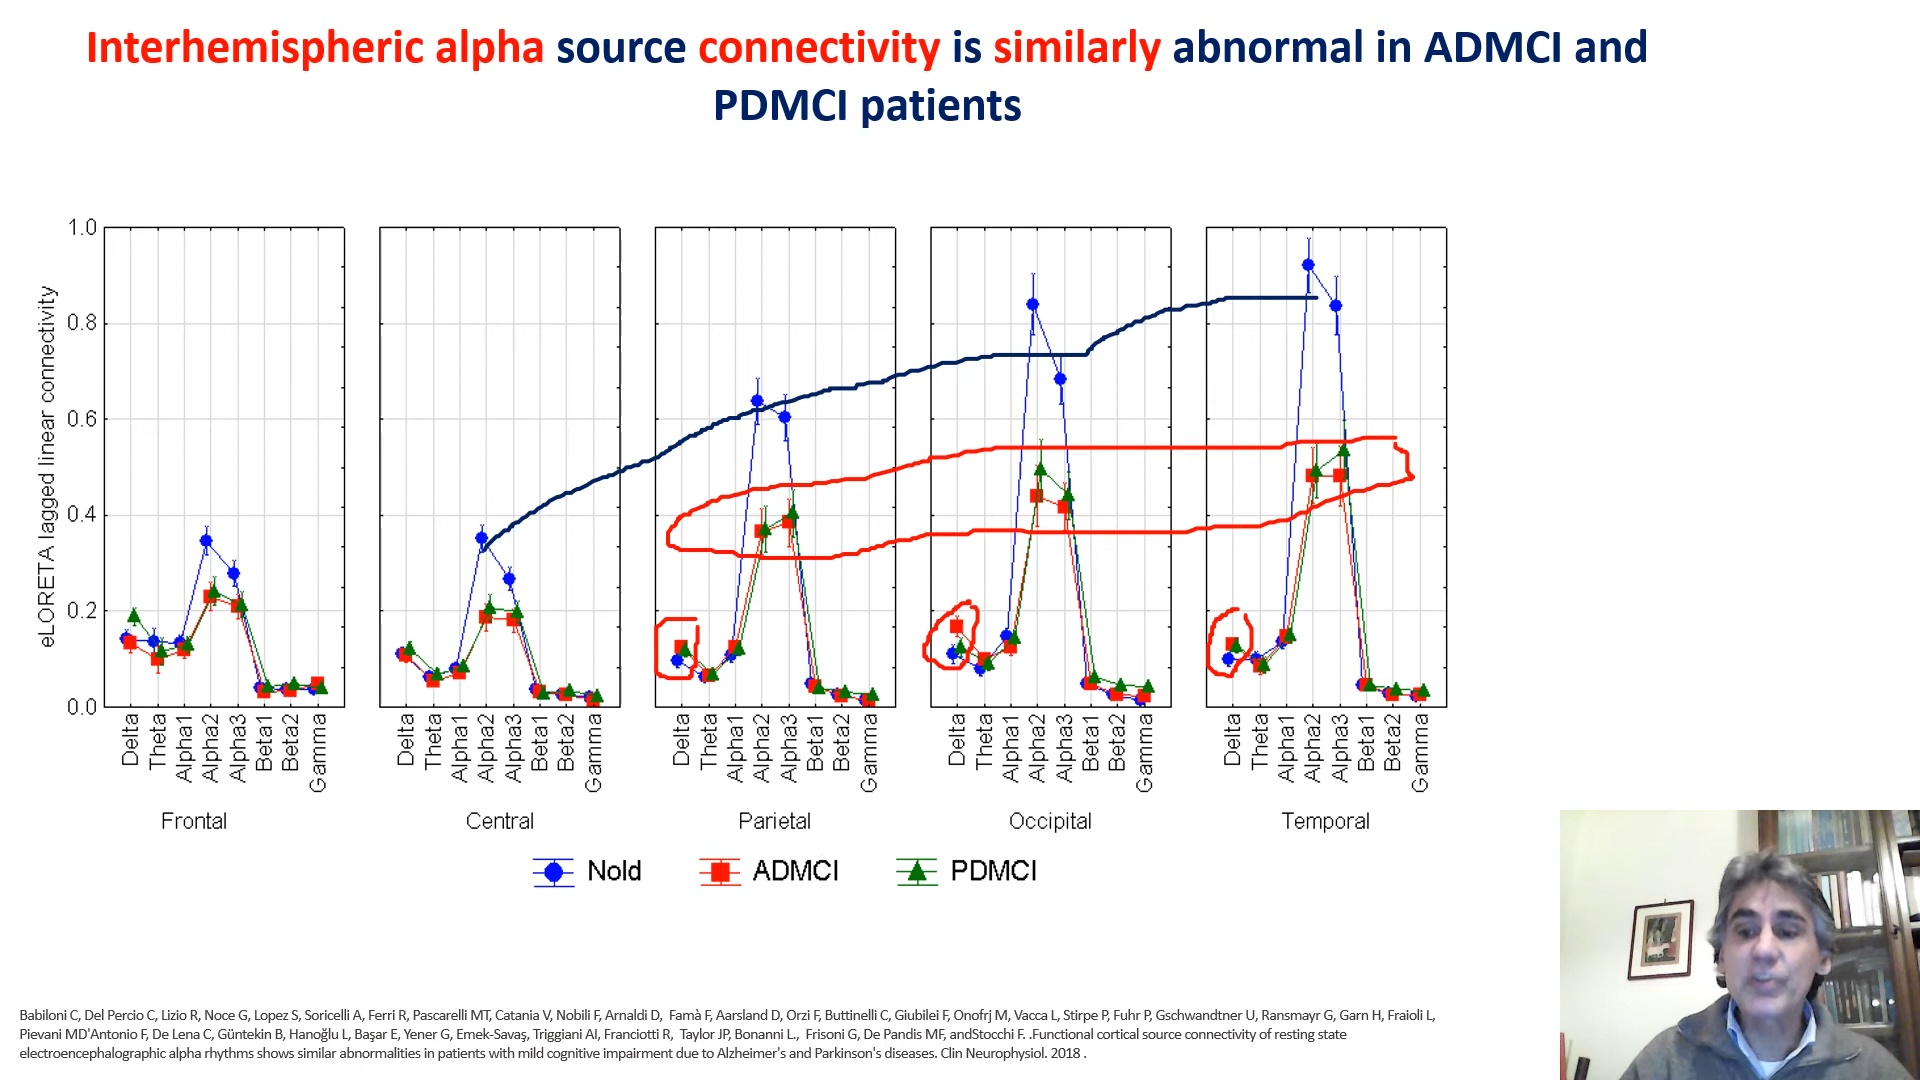 Interhemispheric alpha source connectivity is similarly abnormal in ADMCI and
PDMCI patients
eLORETA lagged linear connectivity
1.0
0.8
0.6
0.4
0.2
0.0
Delta Theta Alpha1 Alpha2 Alpha3 Beta1 Beta2 Gamma
Delta Theta Alpha1 Alpha2 Alpha3 Beta1 Beta2 Gamma
Delta Theta Alpha1 Alpha2 Alpha3 Beta1 Beta2 Gamma
Delta Theta Alpha1 Alpha2 Alpha3 Beta1 Beta2 Gamma
Delta Theta Alpha1 Alpha2 Alpha3 Beta1 Beta2 Gamma
Frontal Central Parietal Occipital Temporal
Nold ADMCI PDMCI
Babiloni C, Del Percio C, Lizio R, Noce G, Lopez S, Soricelli A, Ferri R, Pascarelli MT, Catania V, Nobili F, Arnaldi D, Famà F, Aarsland D, Orzi F, Buttinelli C, Giubilei F, Onofrj M, Vacca L, Stirpe P, Fuhr P, Gschwandtner U, Ransmayr G, Garn H, Fraioli L,
Pievani MD'Antonio F, De Lena C, Güntekin B, Hanoğlu L, Başar E, Yener G, Emek-Savaş, Triggiani AI, Franciotti R, Taylor JP, Bonanni L., Frisoni G, De Pandis MF, andStocchi F. .Functional cortical source connectivity of resting state
electroencephalographic alpha rhythms shows similar abnormalities in patients with mild cognitive impairment due to Alzheimer's and Parkinson's diseases. Clin Neurophysiol. 2018 .